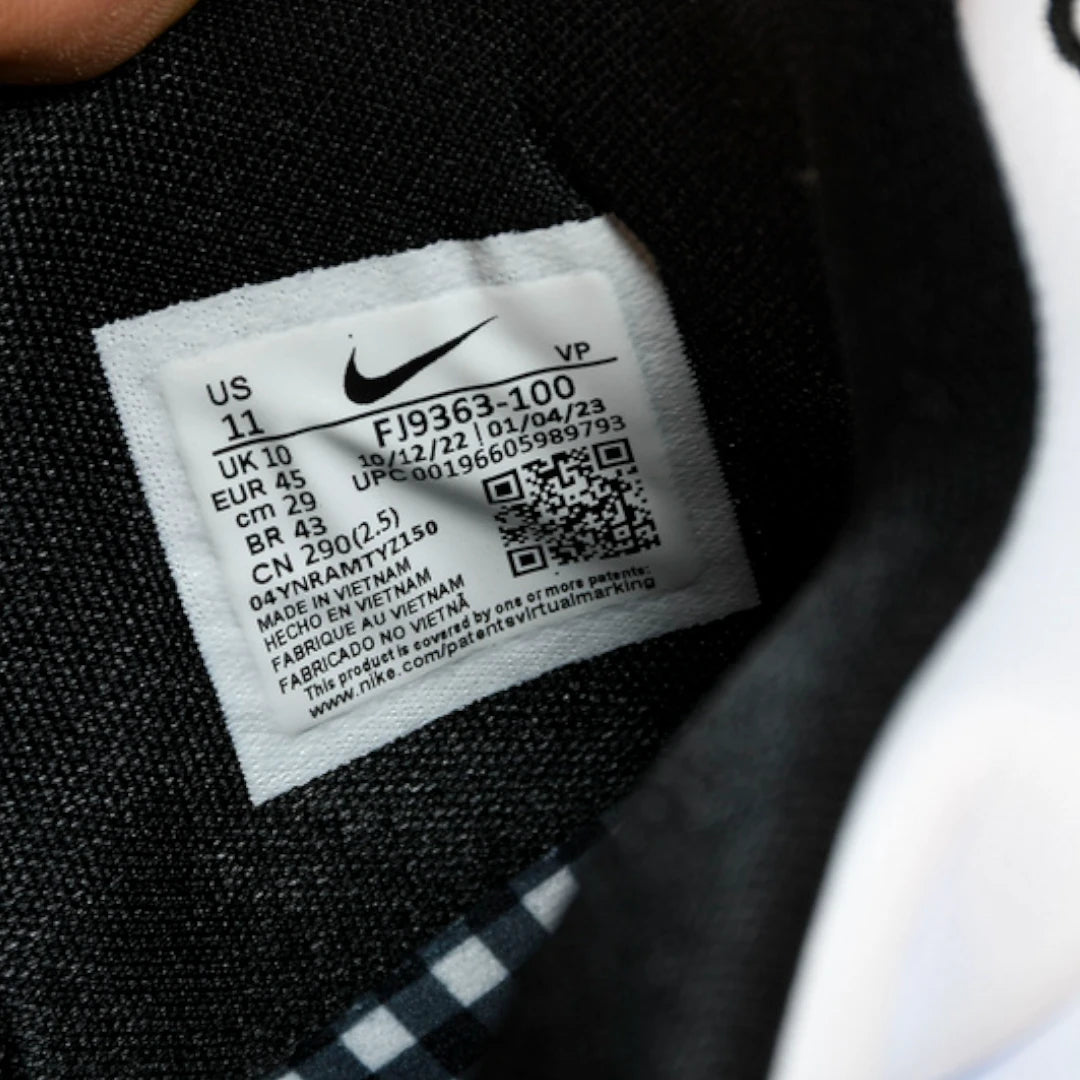 US
11
VP
UK 10
EUR 45
cm 29
BR 43
CN 290(2.5)
FJ9363-100
10/12/22 | 01/04/23
UPC 00196605989793
04YNRAMTYZ150
MADE IN VIETNAM
HECHO EN VIETNAM
FABRIQUE AU VIETNAM
FABRICADO NO VIETNÃ
This product is covered by one or more patents:
www.nike.com/patentsvirtualmarking